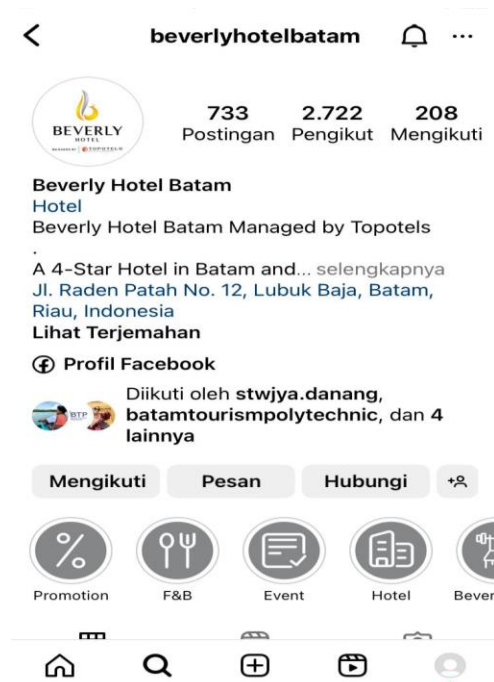 beverlyhotelbatam
BEVERLY
HOTEL
733 2.722 208
Postingan Pengikut Mengikuti
Beverly Hotel Batam
Hotel
Beverly Hotel Batam Managed by Topotels
.
A 4-Star Hotel in Batam and... selengkapnya
Jl. Raden Patah No. 12, Lubuk Baja, Batam,
Riau, Indonesia
Lihat Terjemahan
Profil Facebook
Diikuti oleh stwjya.danang,
batamtourismpolytechnic, dan 4
lainnya
BTP
Mengikuti Pesan Hubungi
Promotion F&B Event Hotel Bever